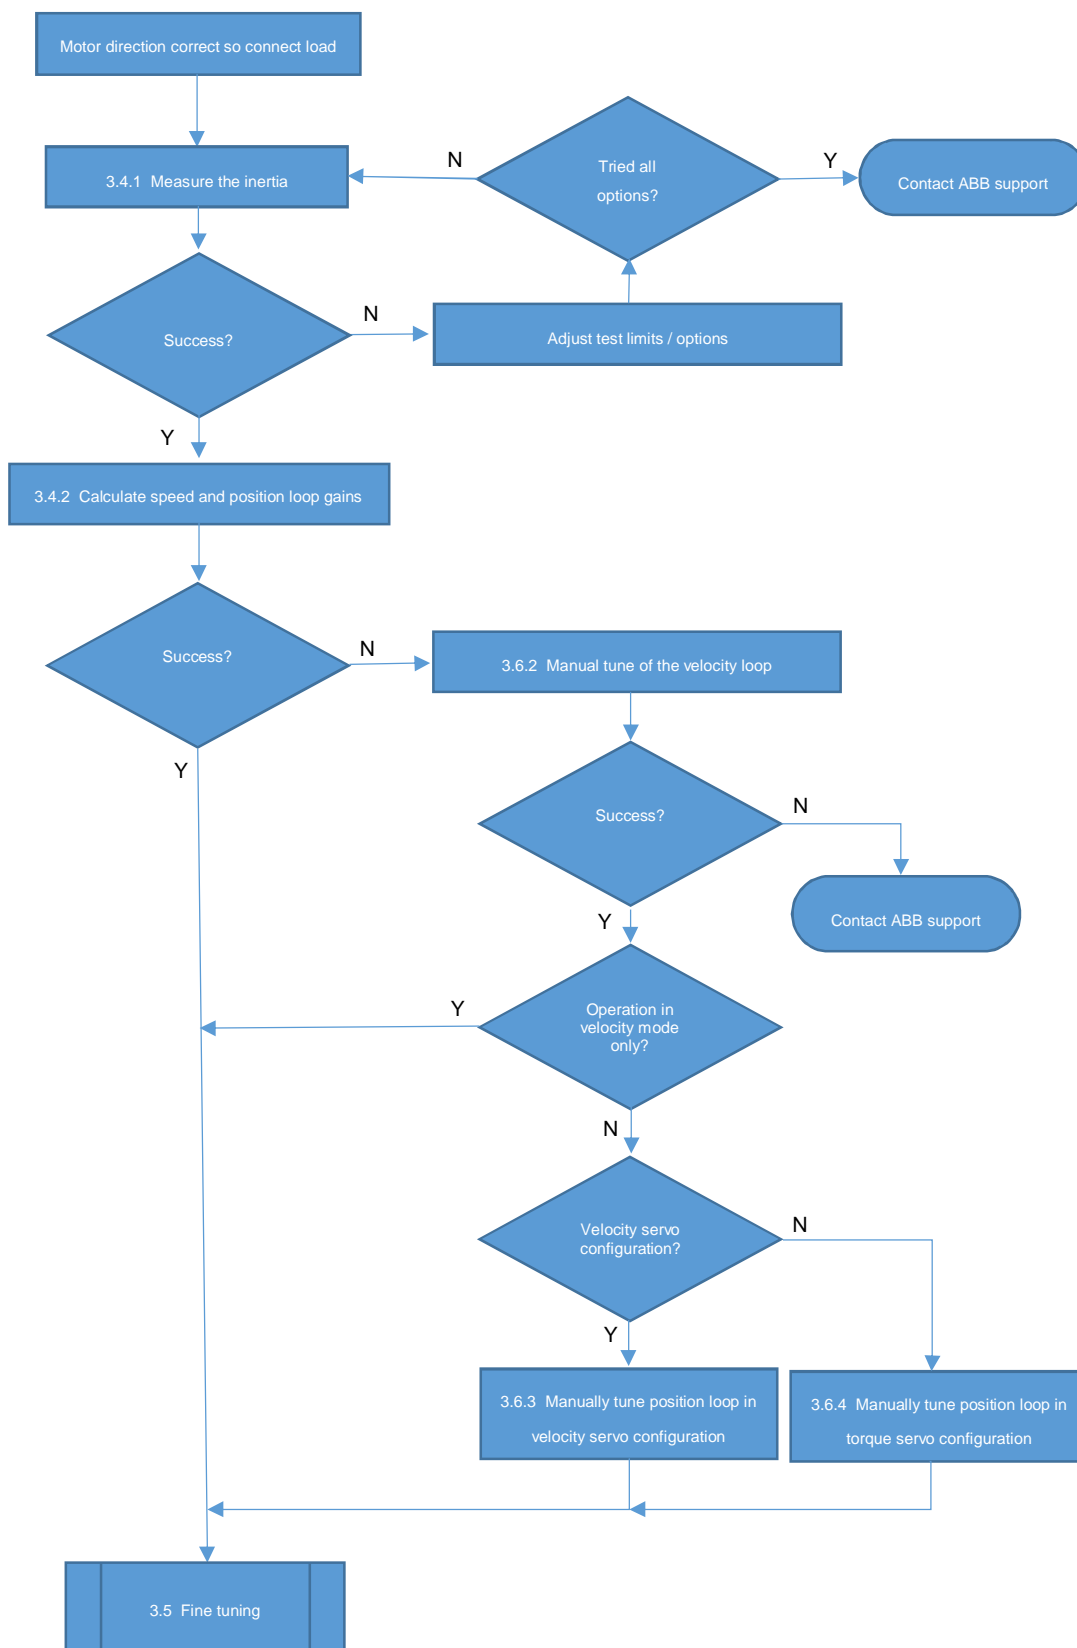 Motor direction correct so connect load
N
Tried all
options?
Y
Contact ABB support
3.4.1 Measure the inertia
Success?
N
Adjust test limits / options
Y
3.4.2 Calculate speed and position loop gains
Success?
N
3.6.2 Manual tune of the velocity loop
Y
Success?
N
Contact ABB support
Y
Operation in
velocity mode
only?
Y
N
Velocity servo
configuration?
N
Y
3.6.3 Manually tune position loop in
velocity servo configuration
3.6.4 Manually tune position loop in
torque servo configuration
3.5 Fine tuning